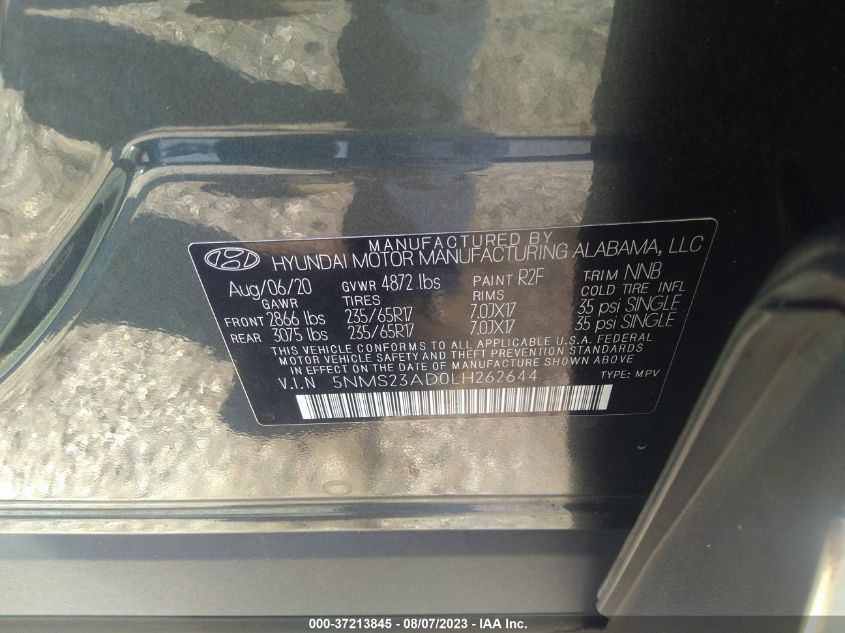 MANUFACTURED BY
HYUNDAI MOTOR MANUFACTURING ALABAMA, LLC
Aug/06/20 GVWR 4872 lbs PAINT R2F TRIM NNB
GAWR TIRES RIMS COLD TIRE INFL
FRONT 2866 lbs 235/65R17 7.0JX17 35 psi SINGLE
REAR 3075 lbs 235/65R17 7.0JX17 35 psi SINGLE
THIS VEHICLE CONFORMS TO ALL APPLICABLE U.S.A. FEDERAL
MOTOR VEHICLE SAFETY AND THEFT PREVENTION STANDARDS
IN EFFECT ON THE DATE OF MANUFACTURE SHOWN ABOVE.
V.I.N 5NMS23AD0LH262644 TYPE: MPV
000-37213845 - 08/07/2023 - IAA Inc.